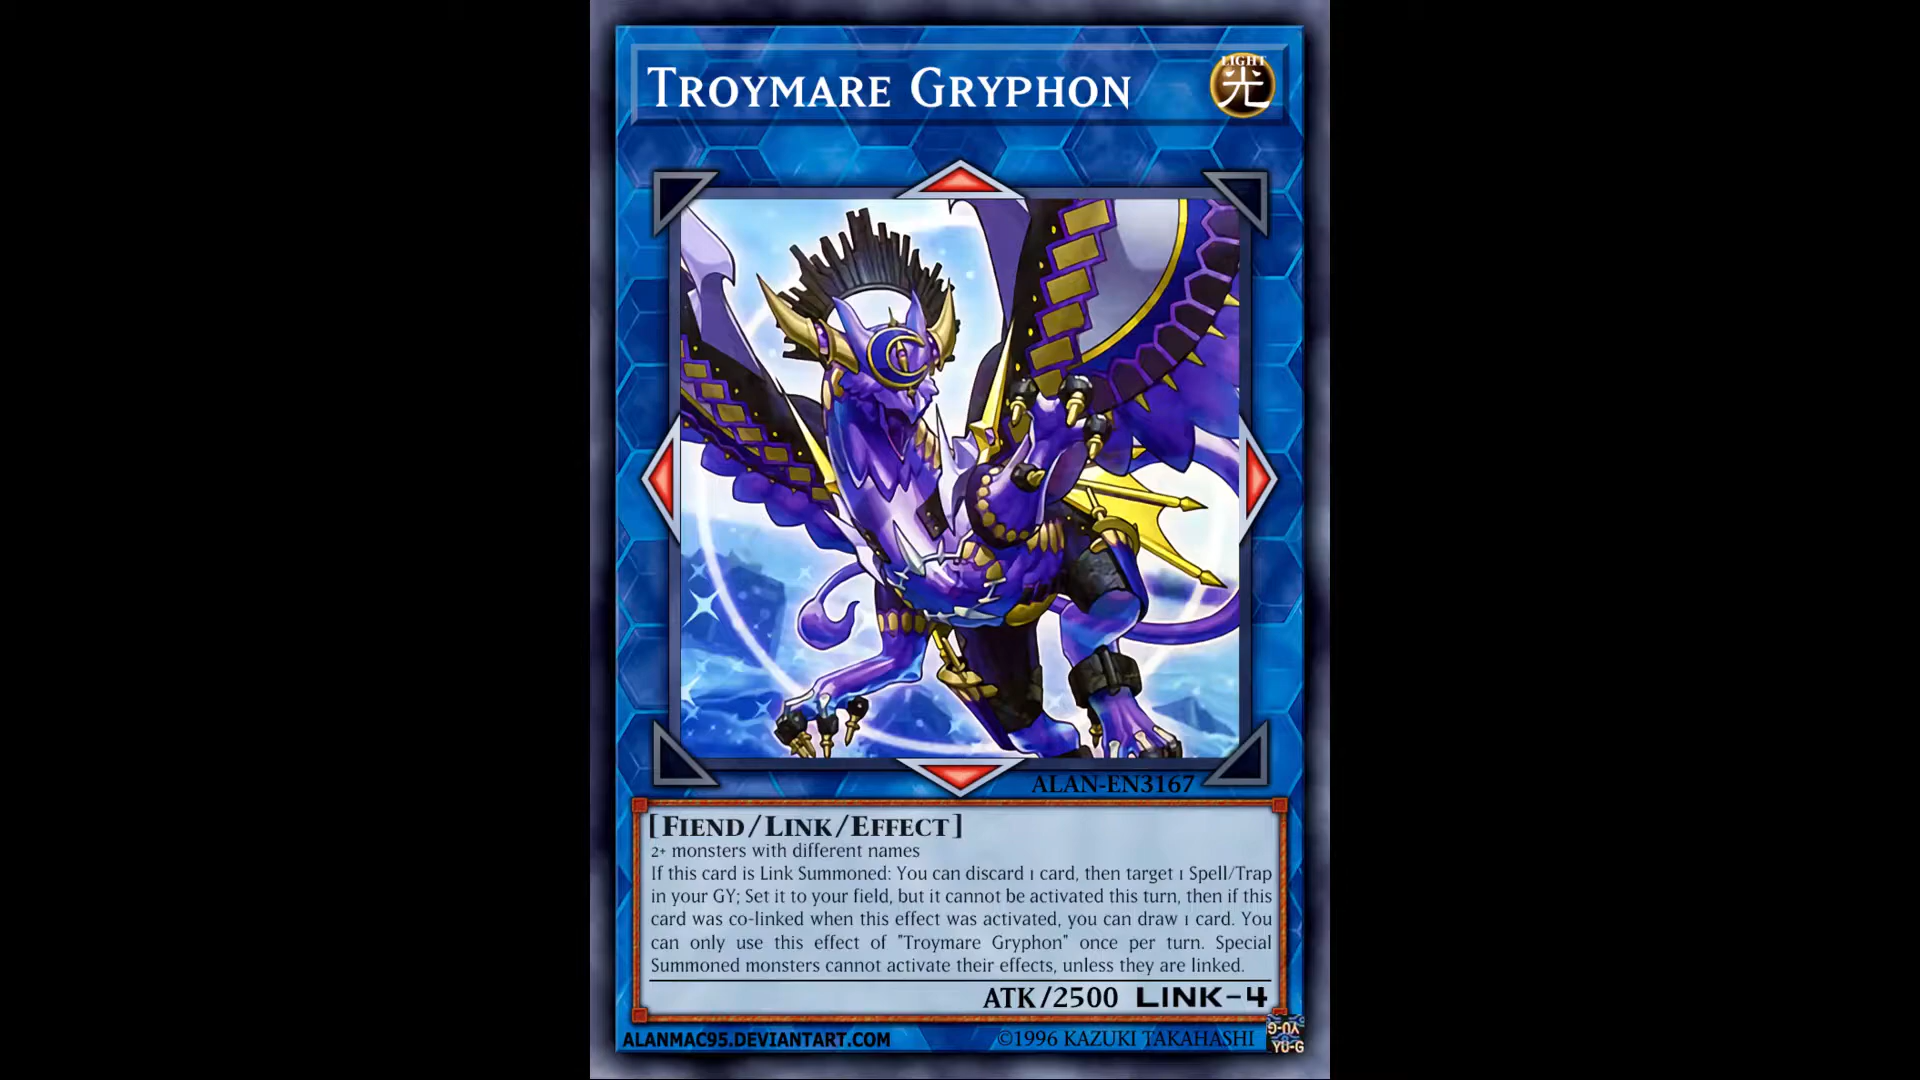 TROYMARE GRYPHON
LIGHT
光
ALAN-EN3167
[FIEND/LINK/EFFECT]
2+ monsters with different names
If this card is Link Summoned: You can discard 1 card, then target 1 Spell/Trap
in your GY; Set it to your field, but it cannot be activated this turn, then if this
card was co-linked when this effect was activated, you can draw 1 card. You
can only use this effect of "Troymare Gryphon" once per turn. Special
Summoned monsters cannot activate their effects, unless they are linked.
ATK/2500 LINK-4
ALANMAC95.DEVIANTART.COM
©1996 KAZUKI TAKAHASHI
YU-G
YU-G